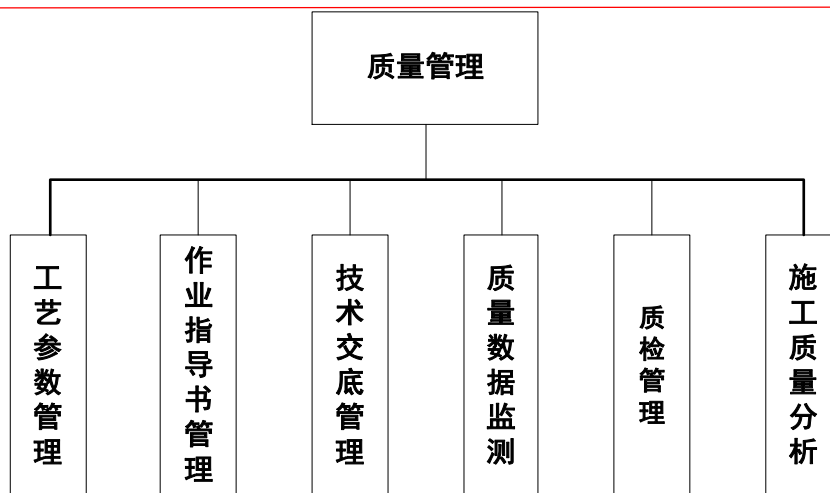 质量管理
工艺参数管理
作业指导书管理
技术交底管理
质量数据监测
质检管理
施工质量分析